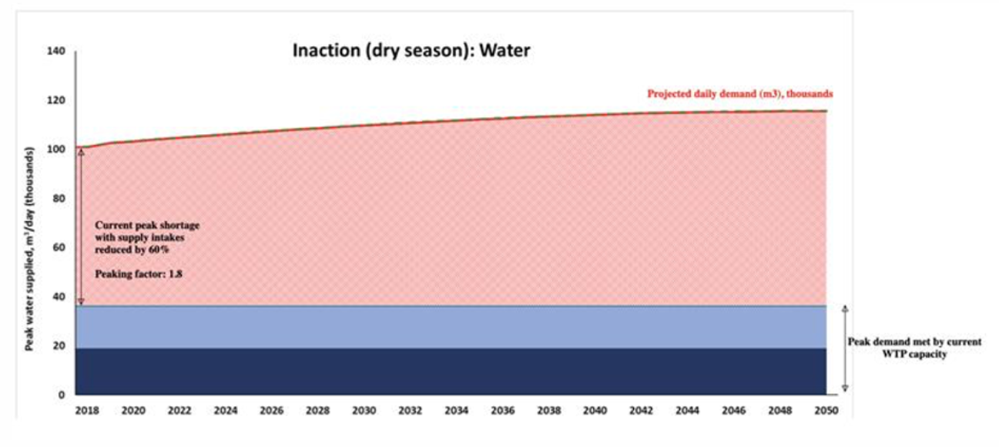 Inaction (dry season): Water
Projected daily demand (m3), thousands
Peak water supplied, m³/day (thousands)
140
120
100
80
60
40
20
0
Current peak shortage
with supply intakes
reduced by 60%
Peaking factor: 1.8
Peak demand met by current
WTP capacity
2018 2020 2022 2024 2026 2028 2030 2032 2034 2036 2038 2040 2042 2044 2046 2048 2050